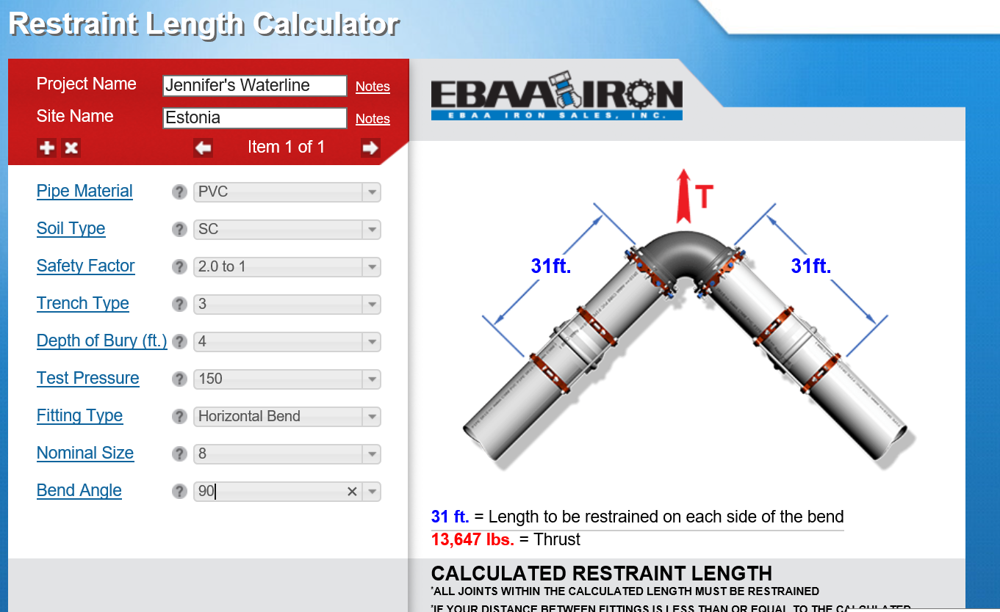 Restraint Length Calculator
Project Name Jennifer's Waterline Notes
Site Name Estonia Notes
Item 1 of 1
EBAA IRON
EBAA IRON SALES, INC.
Pipe Material ? PVC
Soil Type ? SC
Safety Factor ? 2.0 to 1
Trench Type ? 3
Depth of Bury (ft.) ? 4
Test Pressure ? 150
Fitting Type ? Horizontal Bend
Nominal Size ? 8
Bend Angle ? 90
T
31ft. 31ft.
31 ft. = Length to be restrained on each side of the bend
13,647 lbs. = Thrust
CALCULATED RESTRAINT LENGTH
*ALL JOINTS WITHIN THE CALCULATED LENGTH MUST BE RESTRAINED
*IF YOUR DISTANCE BETWEEN FITTINGS IS LESS THAN OR EQUAL TO THE CALCULATED